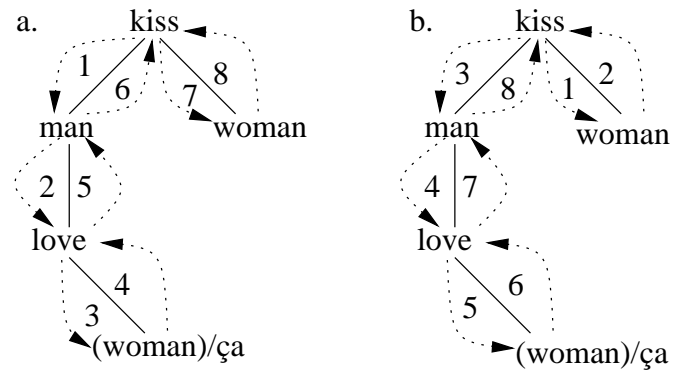 a. kiss b. kiss
1 6 7 8 3 8 1 2
man woman man woman
2 5 4 7
love love
4 6
3 5
(woman)/ça (woman)/ça